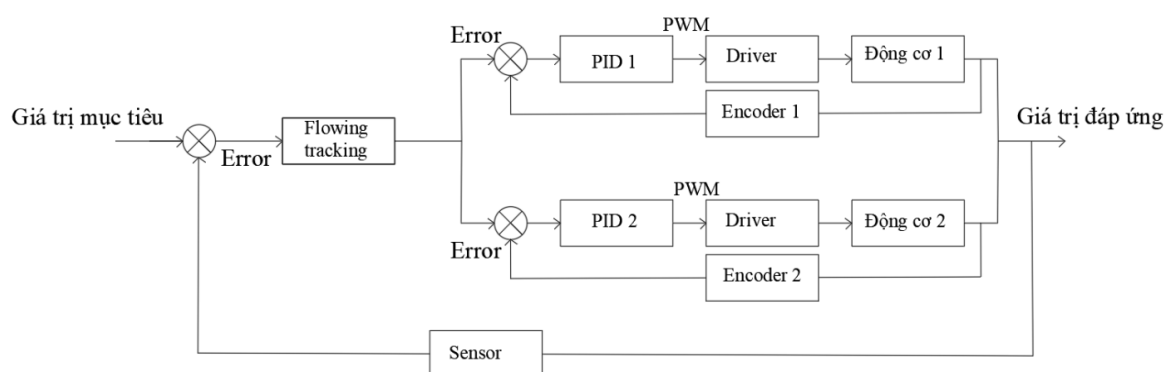 PWM
Error
PID 1
Driver
Động cơ 1
Encoder 1
Giá trị mục tiêu
Giá trị đáp ứng
Flowing
tracking
Error
PWM
PID 2
Driver
Động cơ 2
Error
Encoder 2
Sensor